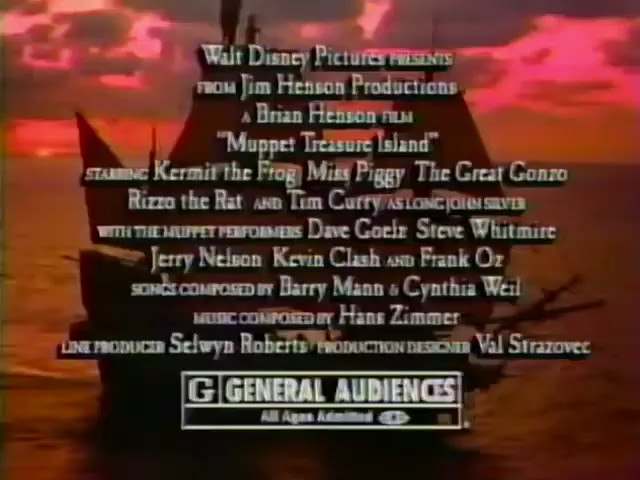 Walt Disney Pictures PRESENTS
FROM Jim Henson Productions
A Brian Henson FILM
"Muppet Treasure Island"
STARRING Kermit the Frog Miss Piggy The Great Gonzo
Rizzo the Rat AND Tim Curry AS LONG JOHN SILVER
WITH THE MUPPET PERFORMERS Dave Goelz Steve Whitmire
Jerry Nelson Kevin Clash AND Frank Oz
SONGS COMPOSED BY Barry Mann & Cynthia Weil
MUSIC COMPOSED BY Hans Zimmer
LINE PRODUCER Selwyn Roberts PRODUCTION DESIGNER Val Strazovec
G GENERAL AUDIENCES
All Ages Admitted